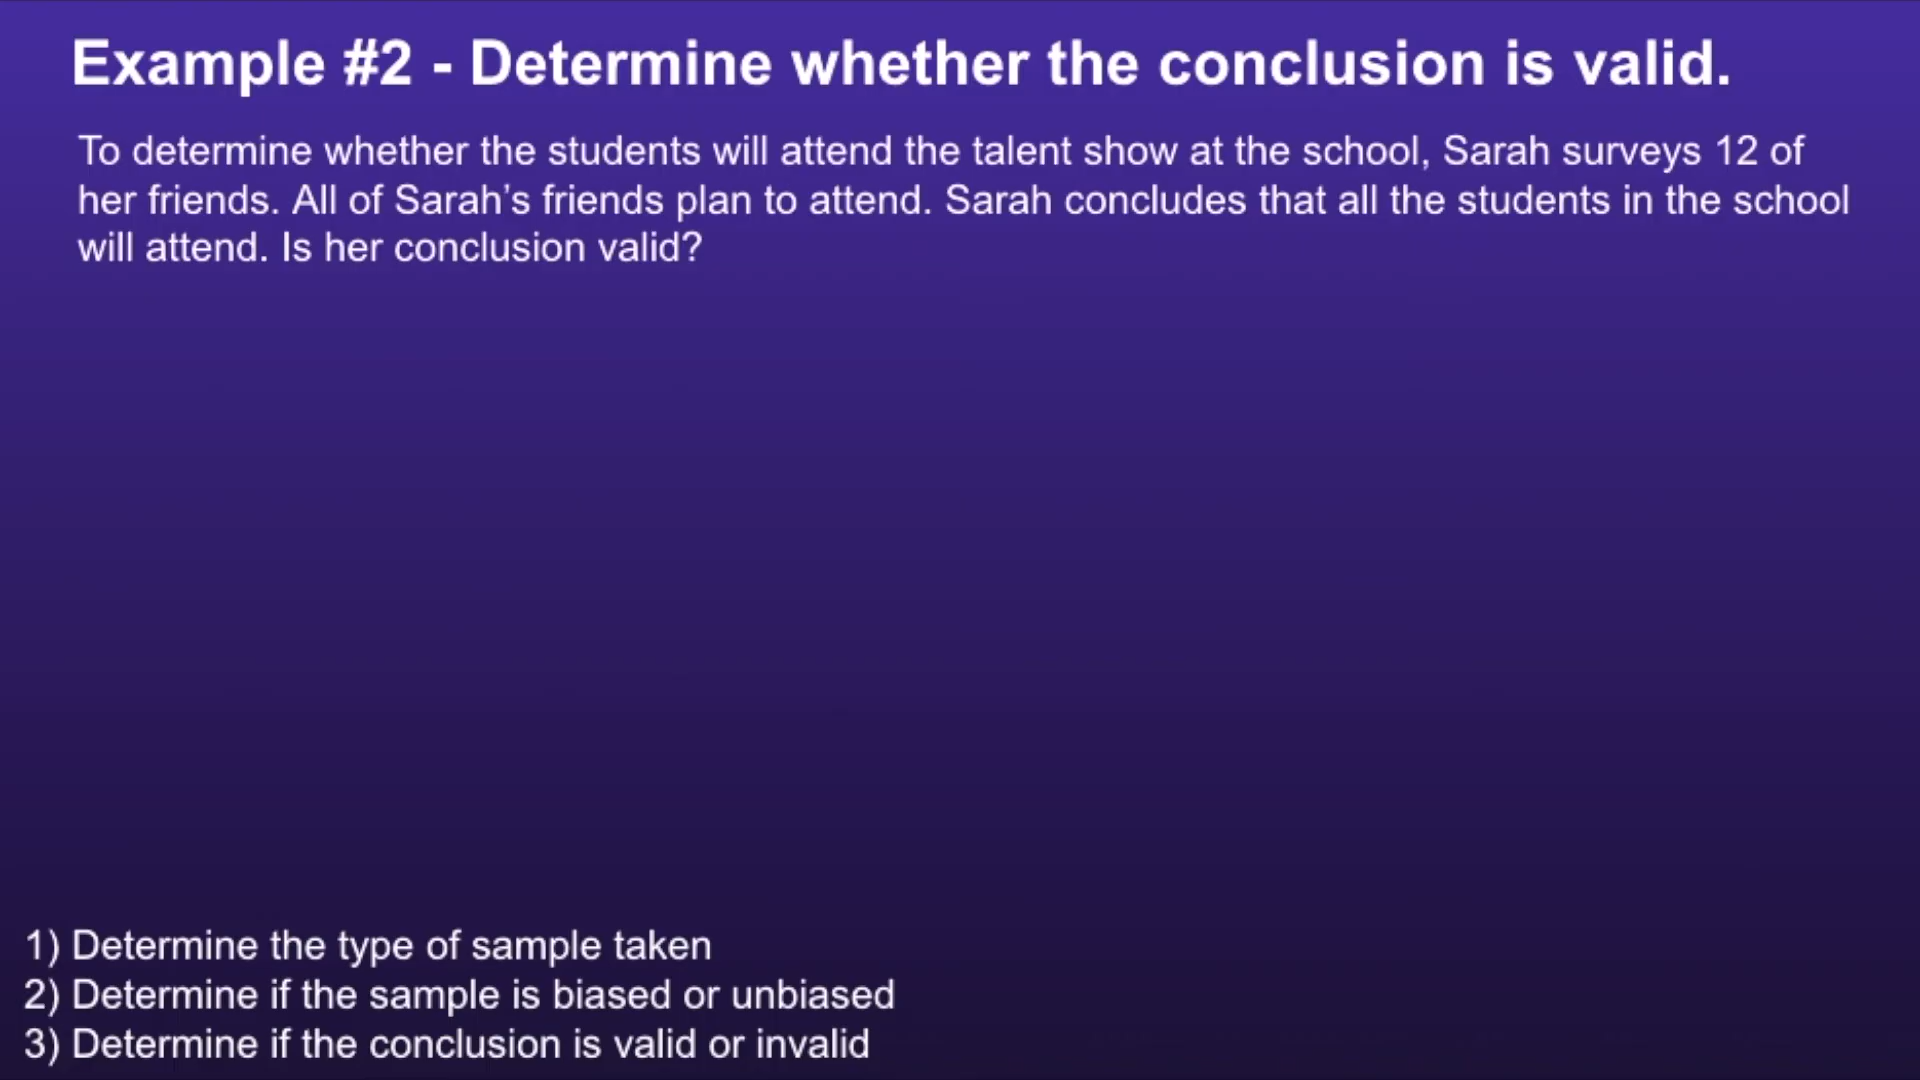 Example #2 - Determine whether the conclusion is valid.
To determine whether the students will attend the talent show at the school, Sarah surveys 12 of
her friends. All of Sarah’s friends plan to attend. Sarah concludes that all the students in the school
will attend. Is her conclusion valid?
1) Determine the type of sample taken
2) Determine if the sample is biased or unbiased
3) Determine if the conclusion is valid or invalid